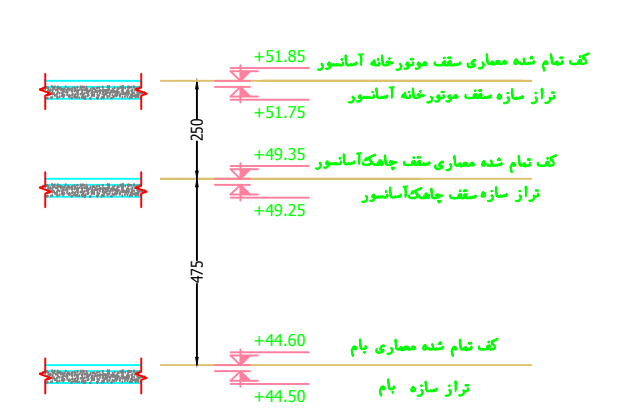 +51.85 کف تمام شده معماری سقف موتورخانه آسانسور
تراز سازه سقف موتورخانه آسانسور
+51.75
250
+49.35 کف تمام شده معماری سقف چاهک آسانسور
تراز سازه سقف چاهک آسانسور
+49.25
475
+44.60 کف تمام شده معماری بام
تراز سازه بام
+44.50